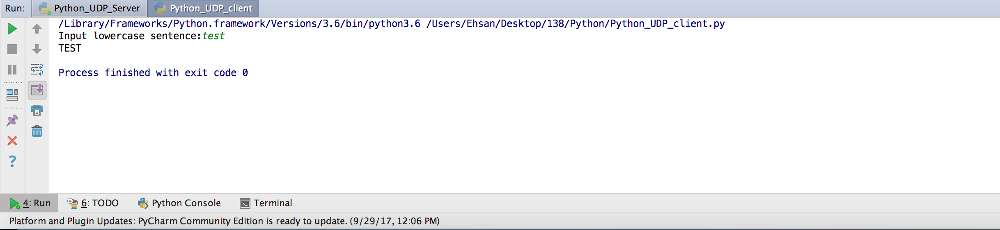 Run: Python_UDP_Server Python_UDP_client
/Library/Frameworks/Python.framework/Versions/3.6/bin/python3.6 /Users/Ehsan/Desktop/138/Python/Python_UDP_client.py
Input lowercase sentence:test
TEST
Process finished with exit code 0
4: Run 6: TODO Python Console Terminal
Platform and Plugin Updates: PyCharm Community Edition is ready to update. (9/29/17, 12:06 PM)